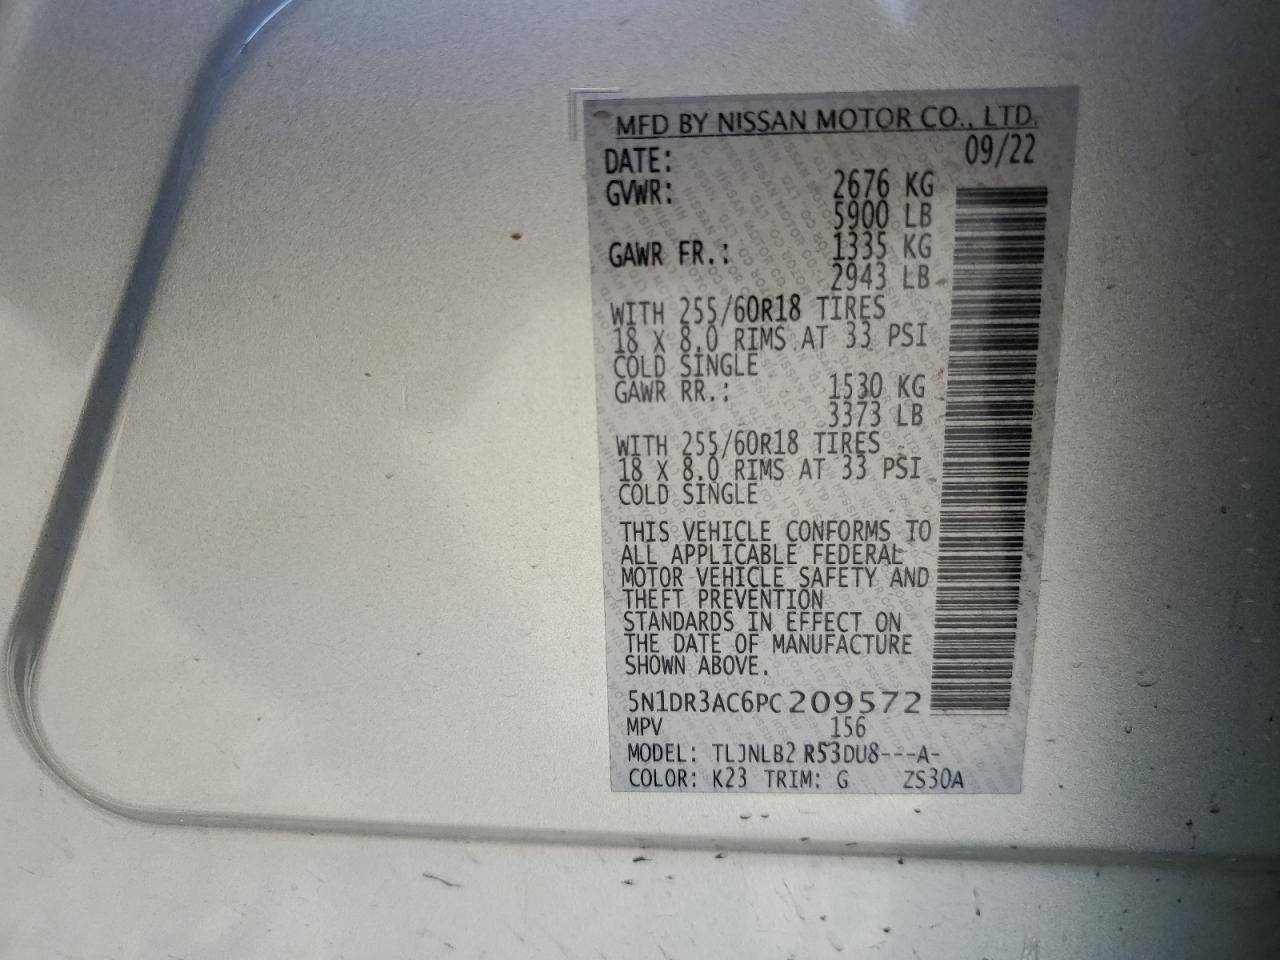 MFD BY NISSAN MOTOR CO., LTD.
DATE: 09/22
GVWR: 2676 KG
5900 LB
GAWR FR.: 1335 KG
2943 LB
WITH 255/60R18 TIRES
18 X 8.0 RIMS AT 33 PSI
COLD SINGLE
GAWR RR.: 1530 KG
3373 LB
WITH 255/60R18 TIRES
18 X 8.0 RIMS AT 33 PSI
COLD SINGLE
THIS VEHICLE CONFORMS TO
ALL APPLICABLE FEDERAL
MOTOR VEHICLE SAFETY AND
THEFT PREVENTION
STANDARDS IN EFFECT ON
THE DATE OF MANUFACTURE
SHOWN ABOVE.
5N1DR3AC6PC209572
MPV 156
MODEL: TLJNLB2 R53DU8---A-
COLOR: K23 TRIM: G ZS30A